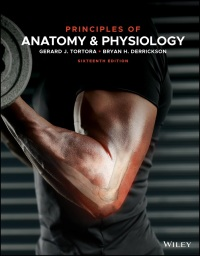 PRINCIPLES OF
ANATOMY & PHYSIOLOGY
GERARD J. TORTORA • BRYAN H. DERRICKSON
SIXTEENTH EDITION
WILEY